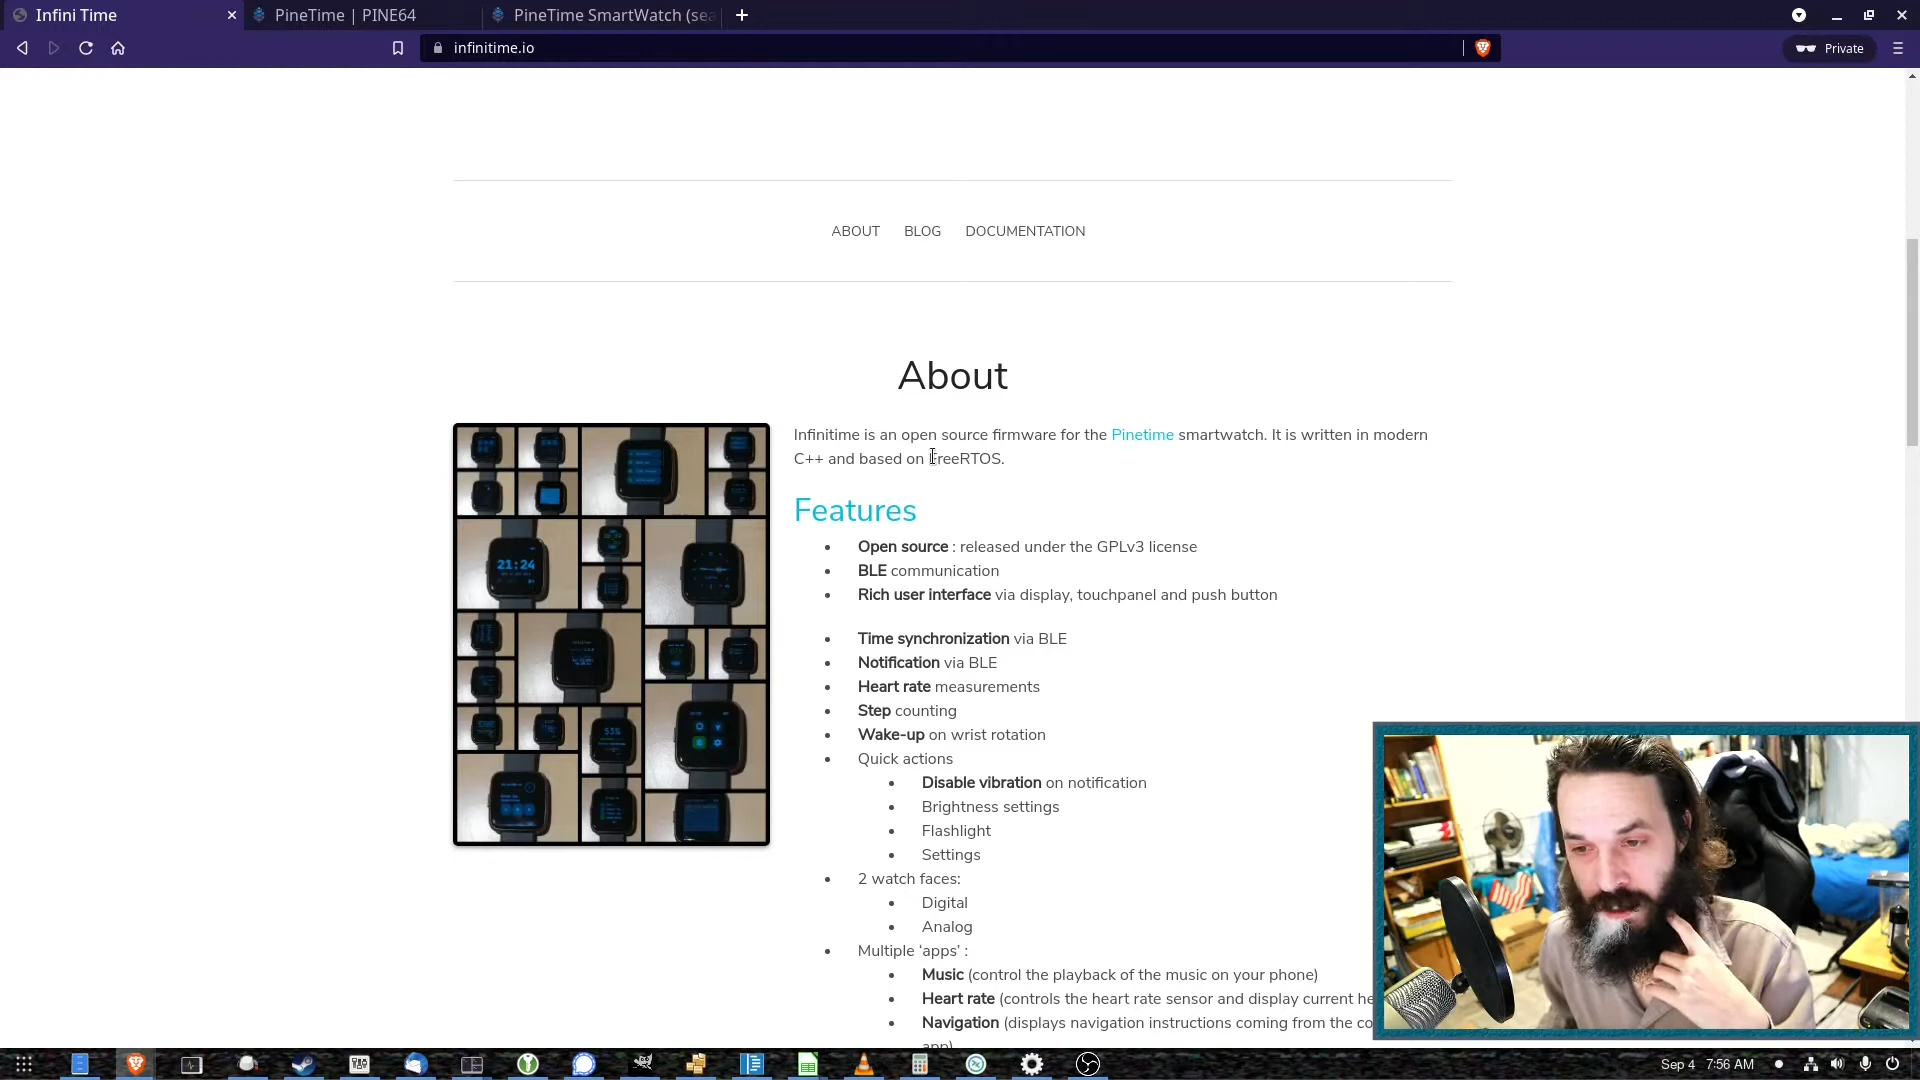 Infini Time
PineTime | PINE64
PineTime SmartWatch (sea
infinitime.io
Private
ABOUT BLOG DOCUMENTATION
About
Infinitime is an open source firmware for the Pinetime smartwatch. It is written in modern
C++ and based on FreeRTOS.
Features
• Open source : released under the GPLv3 license
• BLE communication
• Rich user interface via display, touchpanel and push button
• Time synchronization via BLE
• Notification via BLE
• Heart rate measurements
• Step counting
• Wake-up on wrist rotation
• Quick actions
• Disable vibration on notification
• Brightness settings
• Flashlight
• Settings
• 2 watch faces:
• Digital
• Analog
• Multiple ‘apps’ :
• Music (control the playback of the music on your phone)
• Heart rate (controls the heart rate sensor and display current he
• Navigation (displays navigation instructions coming from the co
app)
21:24
53%
Sep 4 7:56 AM